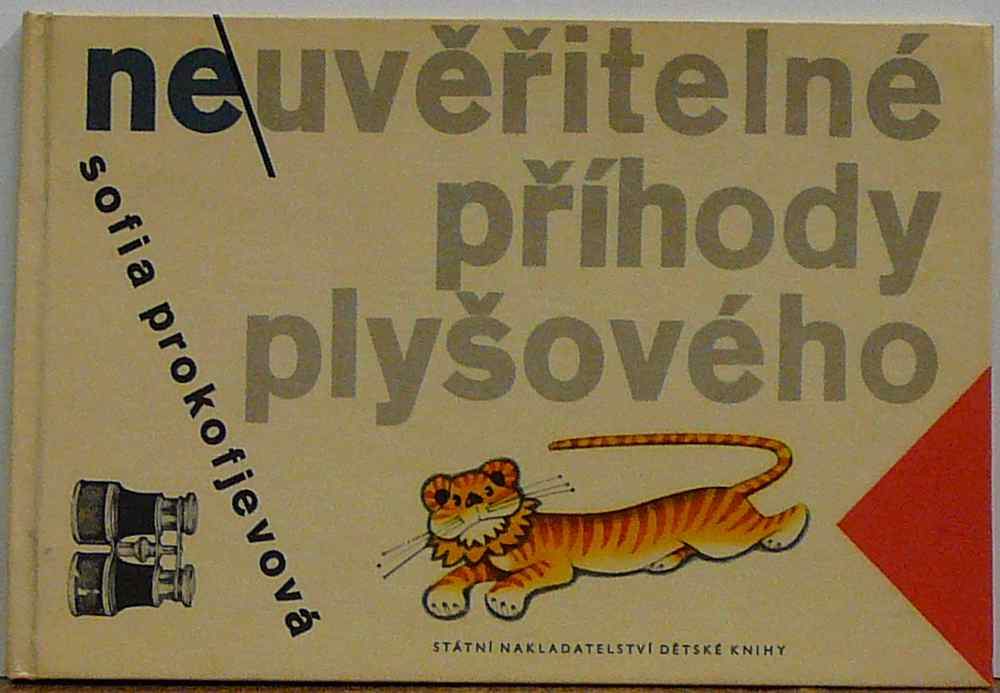 ne/uvěřitelné
příhody
plyšového
sofia prokofjevová
STÁTNÍ NAKLADATELSTVÍ DĚTSKÉ KNIHY